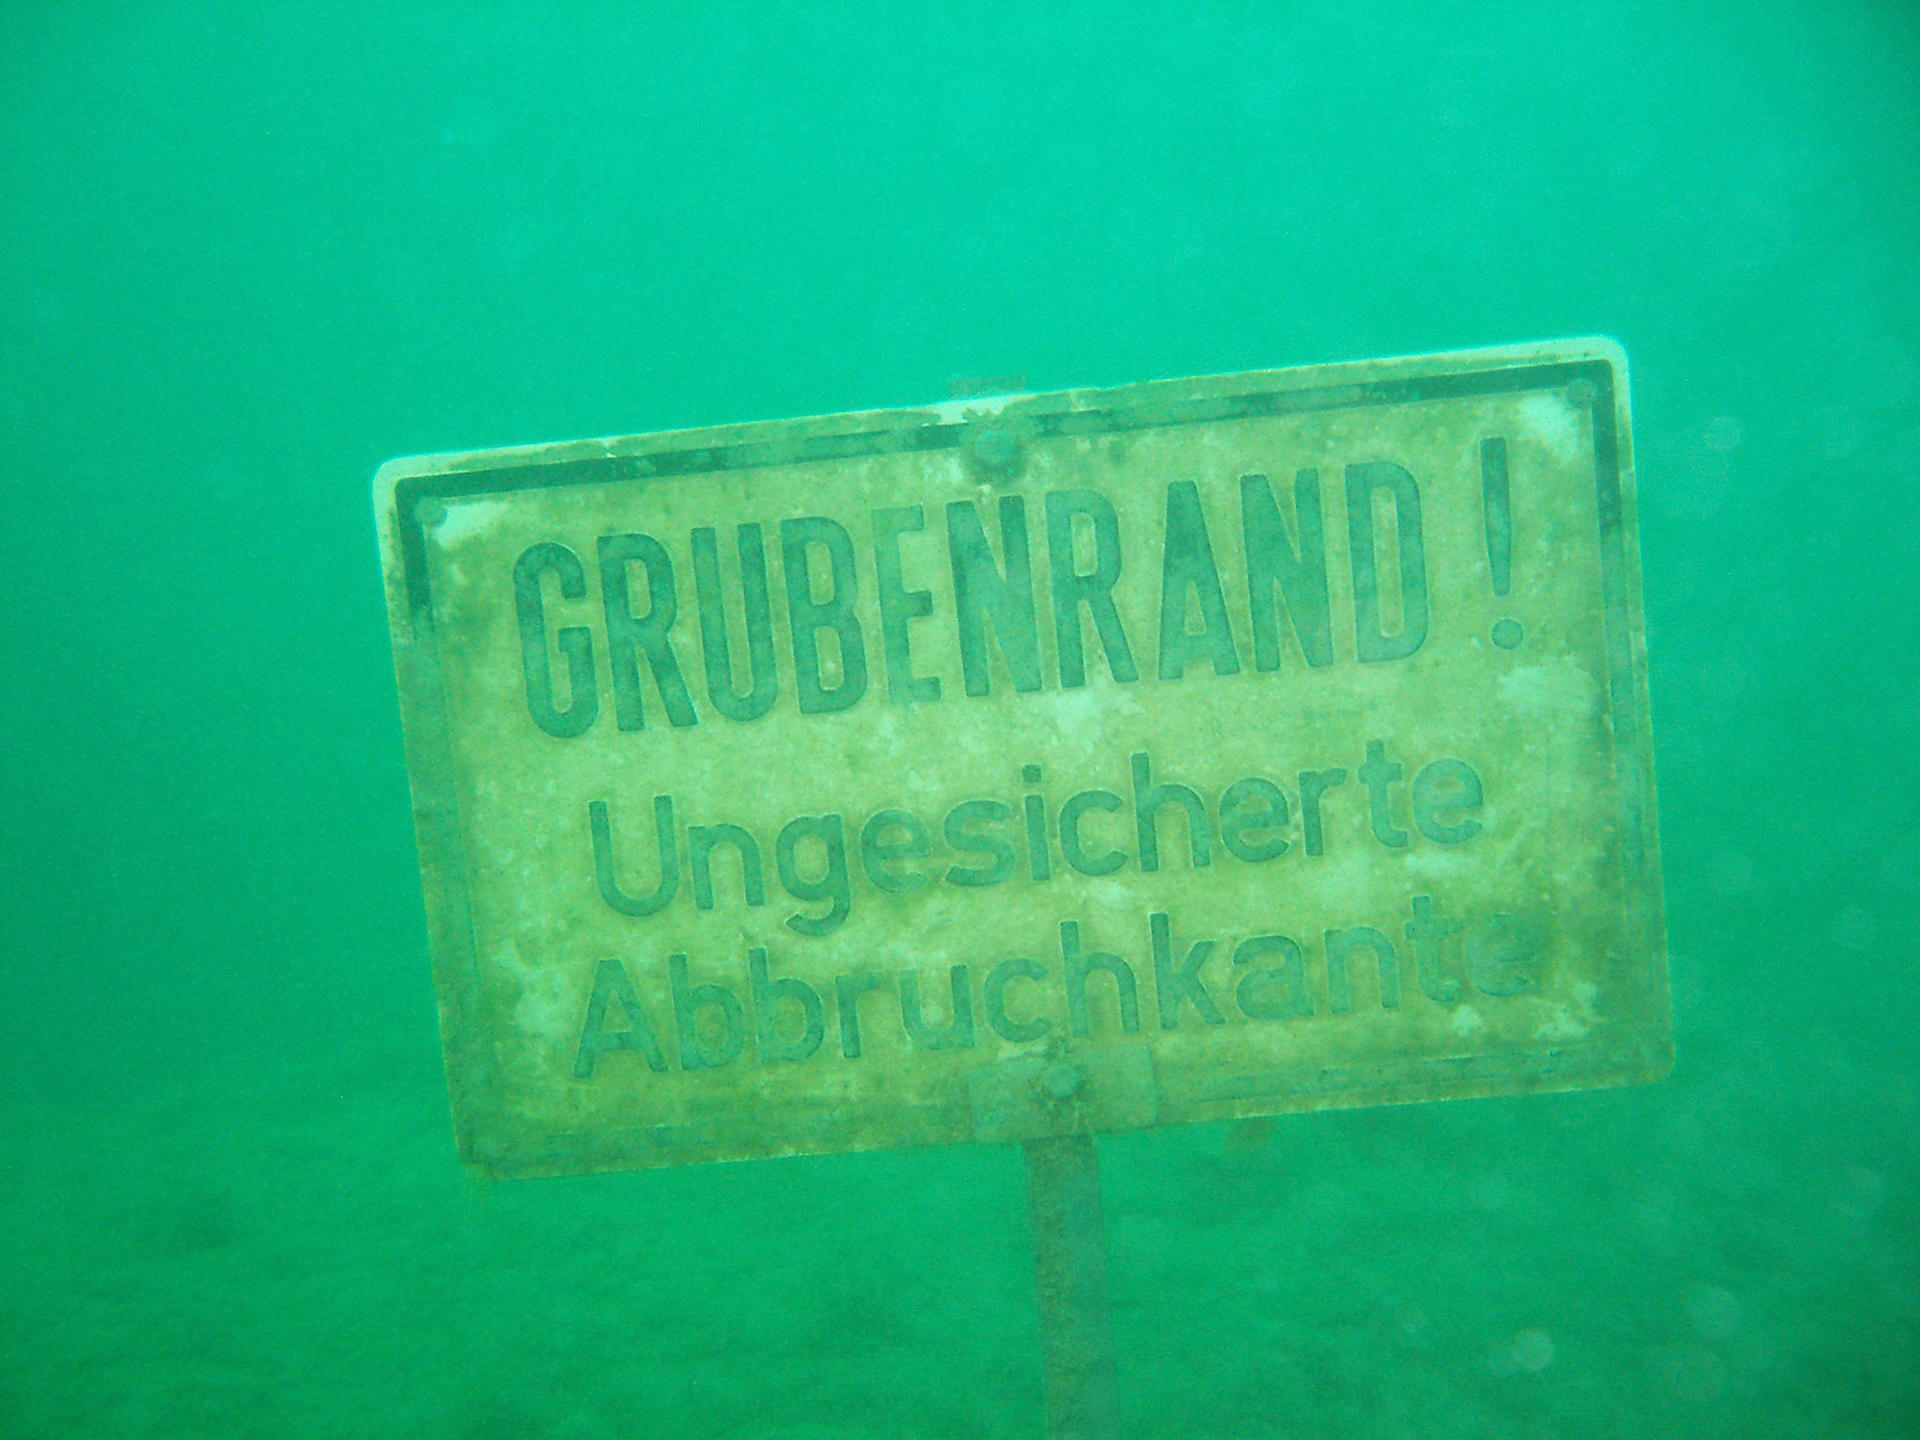 GRUBENRAND !
Ungesicherte
Abbruchkante